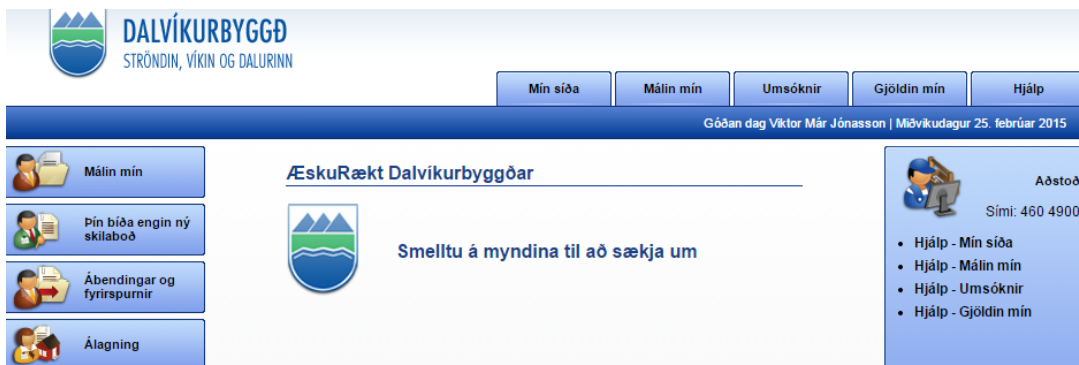 DALVÍKURBYGGÐ
STRÖNDIN, VÍKIN OG DALURINN
Mín síða
Málin mín
Umsóknir
Gjöldin mín
Hjálp
Góðan dag Viktor Már Jónasson | Miðvikudagur 25. febrúar 2015
Málin mín
Þín bíða engin ný
skilaboð
Ábendingar og
fyrirspurnir
Álagning
ÆskuRækt Dalvíkurbyggðar
Smelltu á myndina til að sækja um
Aðstoð
Sími: 460 4900
Hjálp - Mín síða
Hjálp - Málin mín
Hjálp - Umsóknir
Hjálp - Gjöldin mín